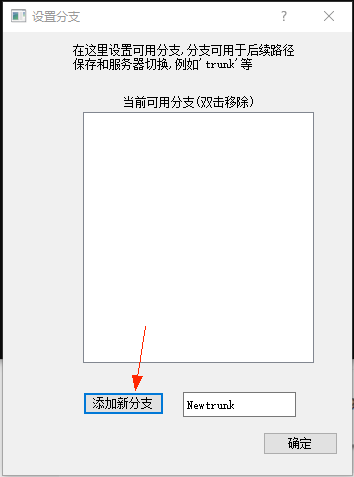 设置分支
?
在这里设置可用分支,分支可用于后续路径
保存和服务器切换,例如'trunk'等
当前可用分支(双击移除)
添加新分支
Newtrunk
确定